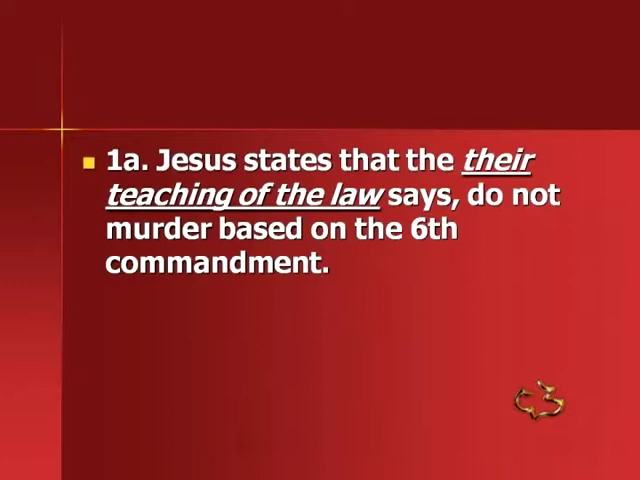 1a. Jesus states that the their
teaching of the law says, do not
murder based on the 6th
commandment.